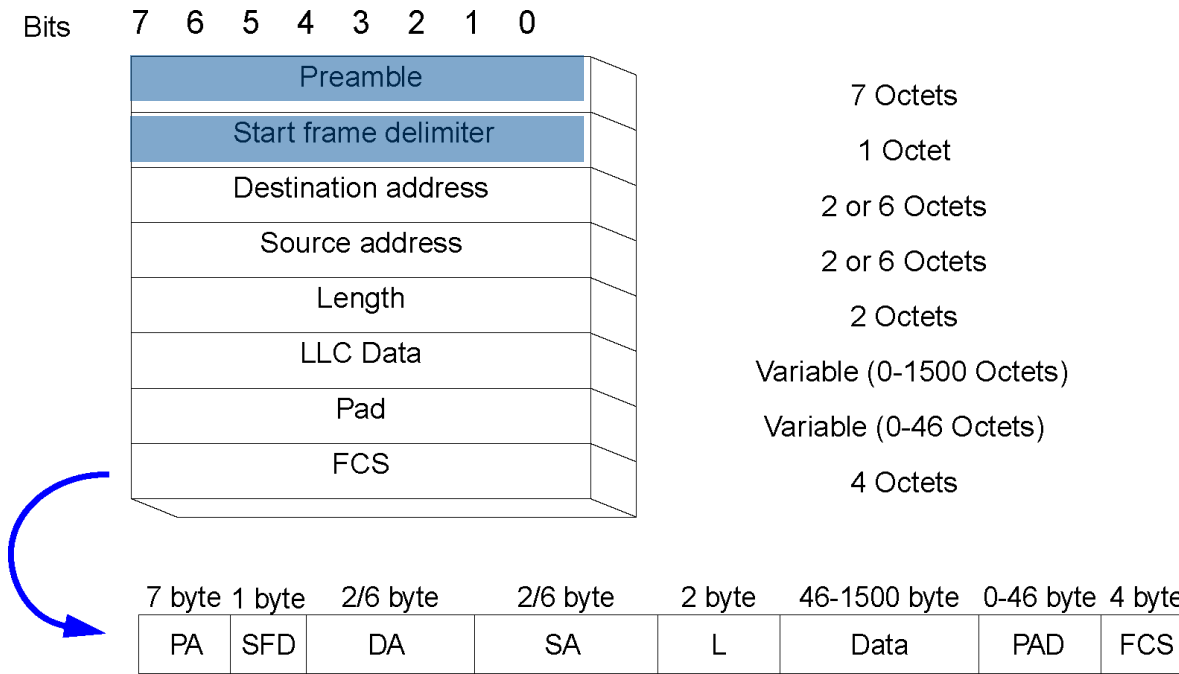 Bits 7 6 5 4 3 2 1 0
Preamble 7 Octets
Start frame delimiter 1 Octet
Destination address 2 or 6 Octets
Source address 2 or 6 Octets
Length 2 Octets
LLC Data Variable (0-1500 Octets)
Pad Variable (0-46 Octets)
FCS 4 Octets
7 byte 1 byte 2/6 byte 2/6 byte 2 byte 46-1500 byte 0-46 byte 4 byte
PA SFD DA SA L Data PAD FCS